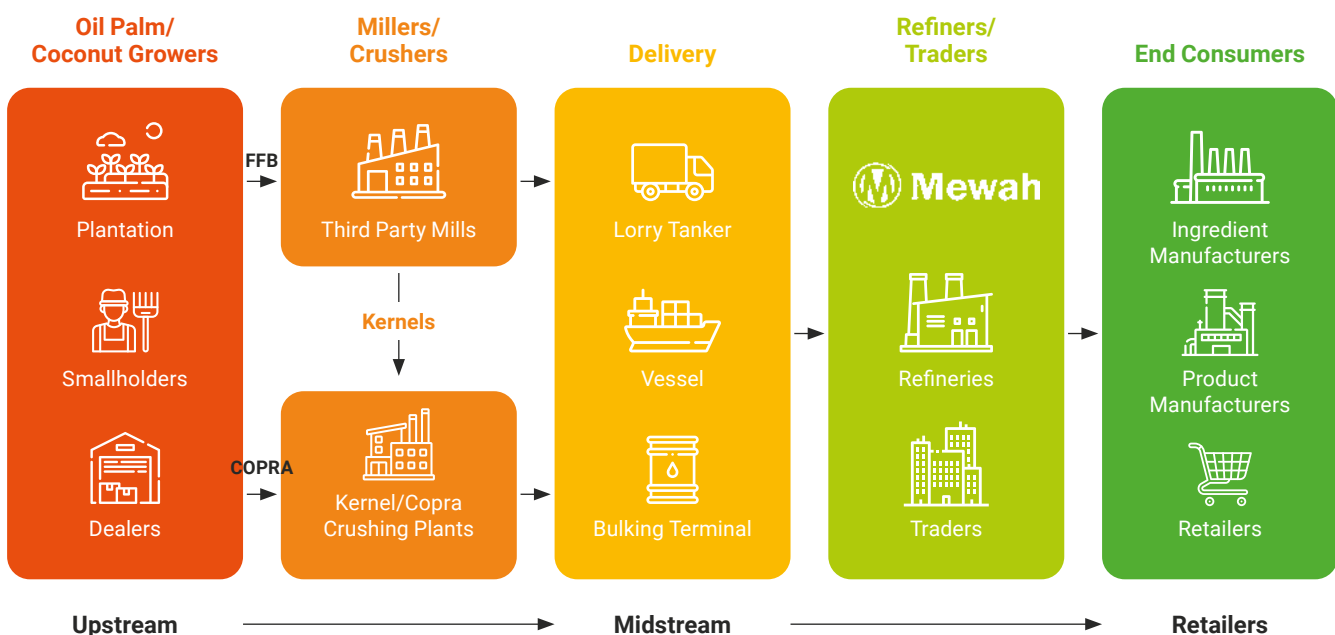 Oil Palm/
Coconut Growers
Millers/
Crushers
Delivery
Refiners/
Traders
End Consumers
Plantation
Smallholders
Dealers
FFB
COPRA
Third Party Mills
Kernels
Kernel/Copra
Crushing Plants
Lorry Tanker
Vessel
Bulking Terminal
Mewah
Refineries
Traders
Ingredient
Manufacturers
Product
Manufacturers
Retailers
Upstream
Midstream
Retailers